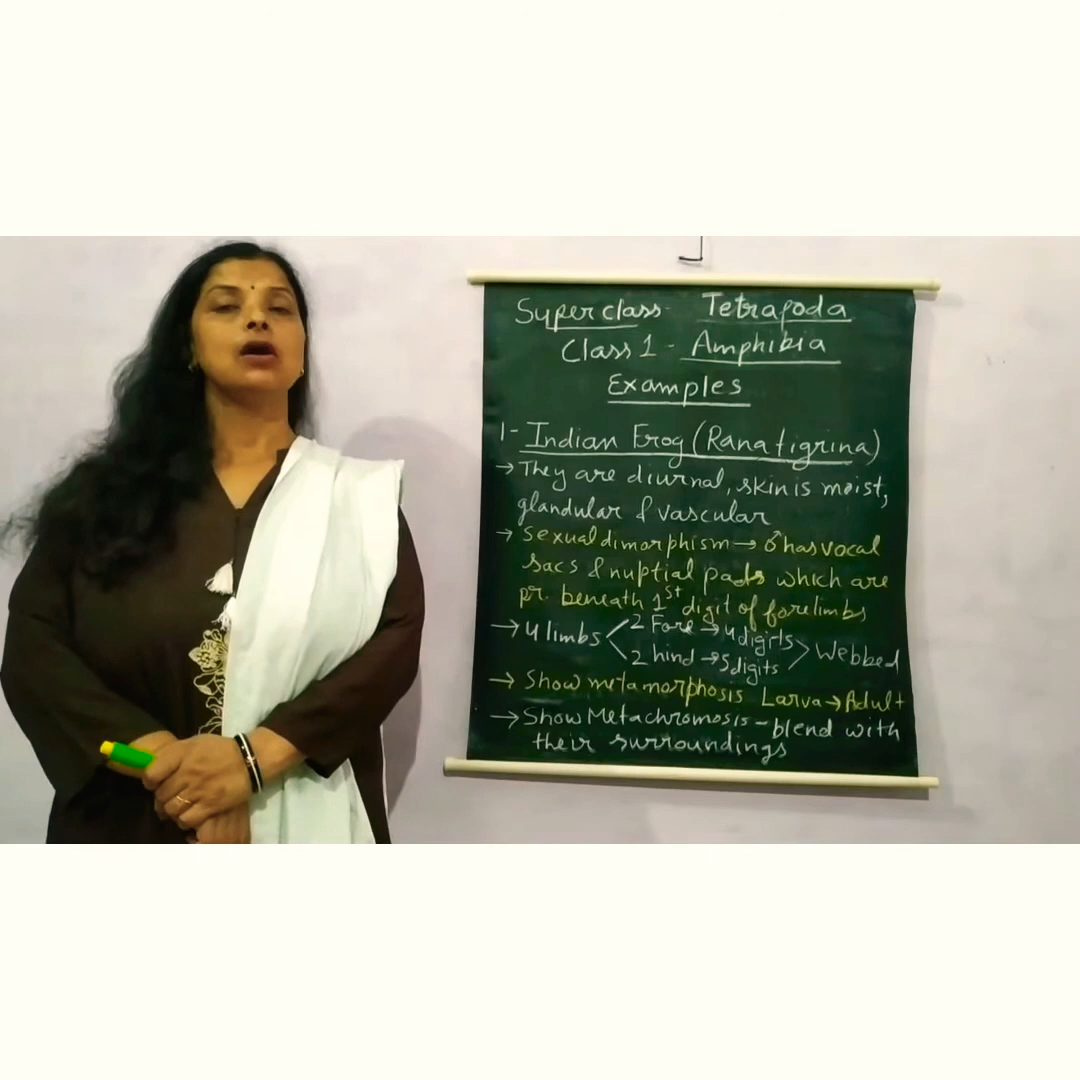 Superclass- Tetrapoda
Class 1 - Amphibia
Examples
1- Indian Frog (Rana tigrina)
→ They are diurnal, skin is moist,
glandular & vascular
→ Sexual dimorphism → ♂ has vocal
sacs & nuptial pads which are
pr. beneath 1st digit of forelimbs
→ 4 limbs < 2 Fore → 4 digits
2 hind → 5 digits > Webbed
→ Show metamorphosis Larva → Adult
→ Show Metachromosis - blend with
their surroundings